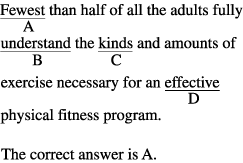 Fewest than half of all the adults fully
A
understand the kinds and amounts of
B C
exercise necessary for an effective
D
physical fitness program.
The correct answer is A.